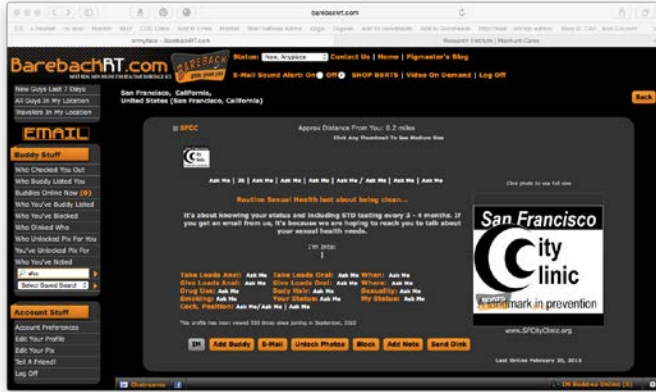 barebackrt.com
BarebackRT.com
Status: New, Anyplace Contact Us | Home | Pigmaster's Blog
E-Mail Sound Alert: On Off SHOP BBRTS | Video On Demand | Log Off
New Guys Last 7 Days
All Guys In My Location
Travelers In My Location
San Francisco, California,
United States (San Francisco, California)
Back
EMAIL
Buddy Stuff
Who Checked You Out
Who Buddy Listed You
Buddies Online Now (0)
Who You've Buddy Listed
Who You've Blocked
Who Oinked Who
Who Unlocked Pix For You
You've Unlocked Pix For
Who You've Noted
sfcc
Select Saved Search
Account Stuff
Account Preferences
Edit Your Profile
Edit Your Pix
Tell A Friend!
Log Off
SFCC
Approx Distance From You: 0.2 miles
Click Any Thumbnail To See Medium Size
Ask Me | 35 | Ask Me | Ask Me | Ask Me | Ask Me / Ask Me | Ask Me | Ask Me
Routine Sexual Health isnt about being clean...
It's about knowing your status and including STD testing every 3 - 4 months. If
you get an email from us, it's because we are hoping to reach you to talk about
your sexual health needs.
I'm Into:
Take Loads Anal: Ask Me Take Loads Oral: Ask Me When: Ask Me
Give Loads Anal: Ask Me Give Loads Oral: Ask Me Where: Ask Me
Drug Use: Ask Me Body Hair: Ask Me Sexuality: Ask Me
Smoking: Ask Me Your Status: Ask Me My Status: Ask Me
Cock, Position: Ask Me/Ask Me | Ask Me
IM Add Buddy E-Mail Unlock Photos Block Add Note Send Oink
Click photo to see full size
San Francisco
City
Clinic
A landmark in prevention
www.SFCityClinic.org
Chatrooms
IM Buddies Online (0)